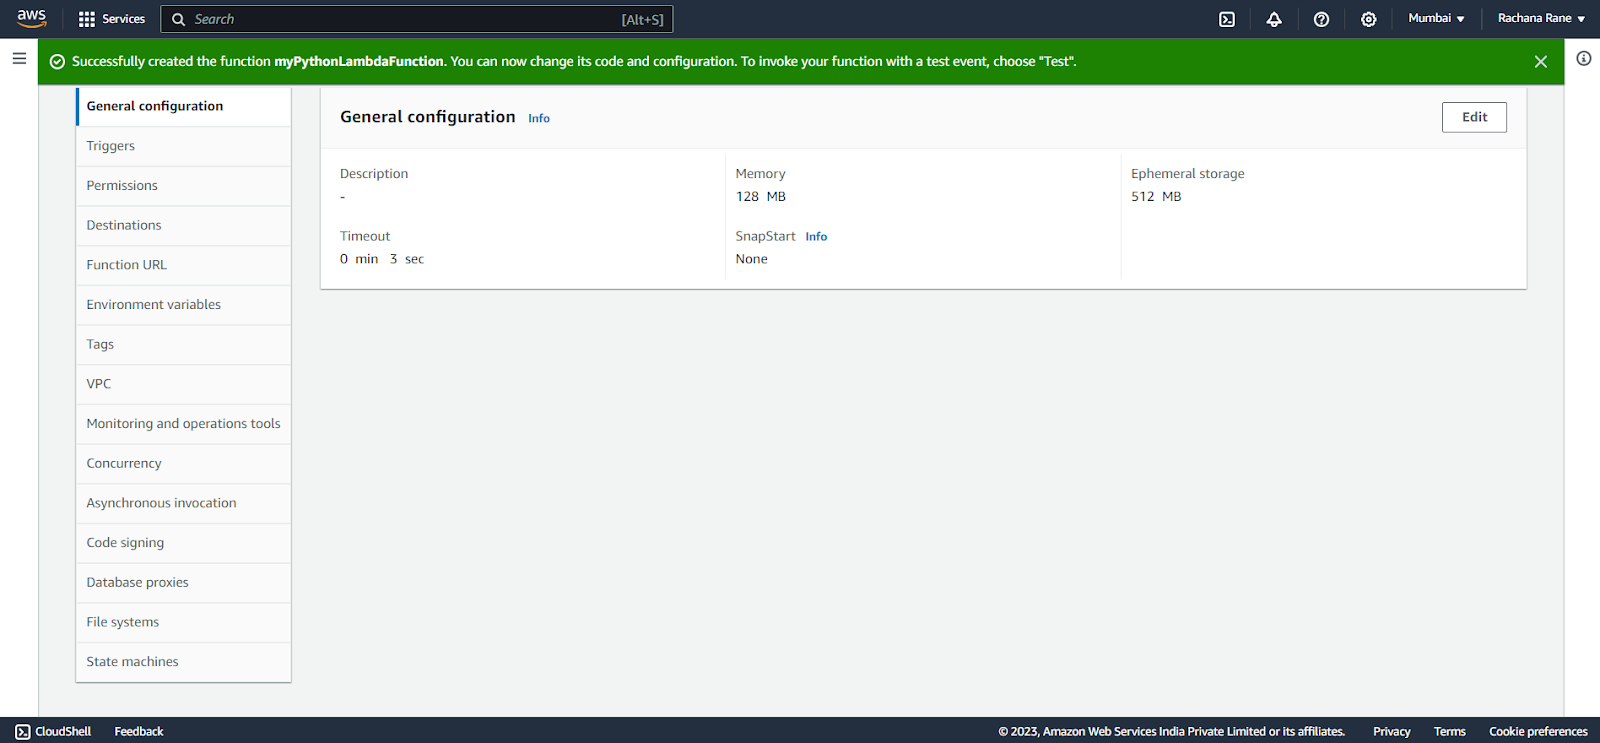 aws Services Search [Alt+S] Mumbai Rachana Rane
Successfully created the function myPythonLambdaFunction. You can now change its code and configuration. To invoke your function with a test event, choose "Test".
General configuration
Triggers
Permissions
Destinations
Function URL
Environment variables
Tags
VPC
Monitoring and operations tools
Concurrency
Asynchronous invocation
Code signing
Database proxies
File systems
State machines
General configuration Info Edit
Description
-
Timeout
0 min 3 sec
Memory
128 MB
SnapStart Info
None
Ephemeral storage
512 MB
CloudShell Feedback © 2023, Amazon Web Services India Private Limited or its affiliates. Privacy Terms Cookie preferences